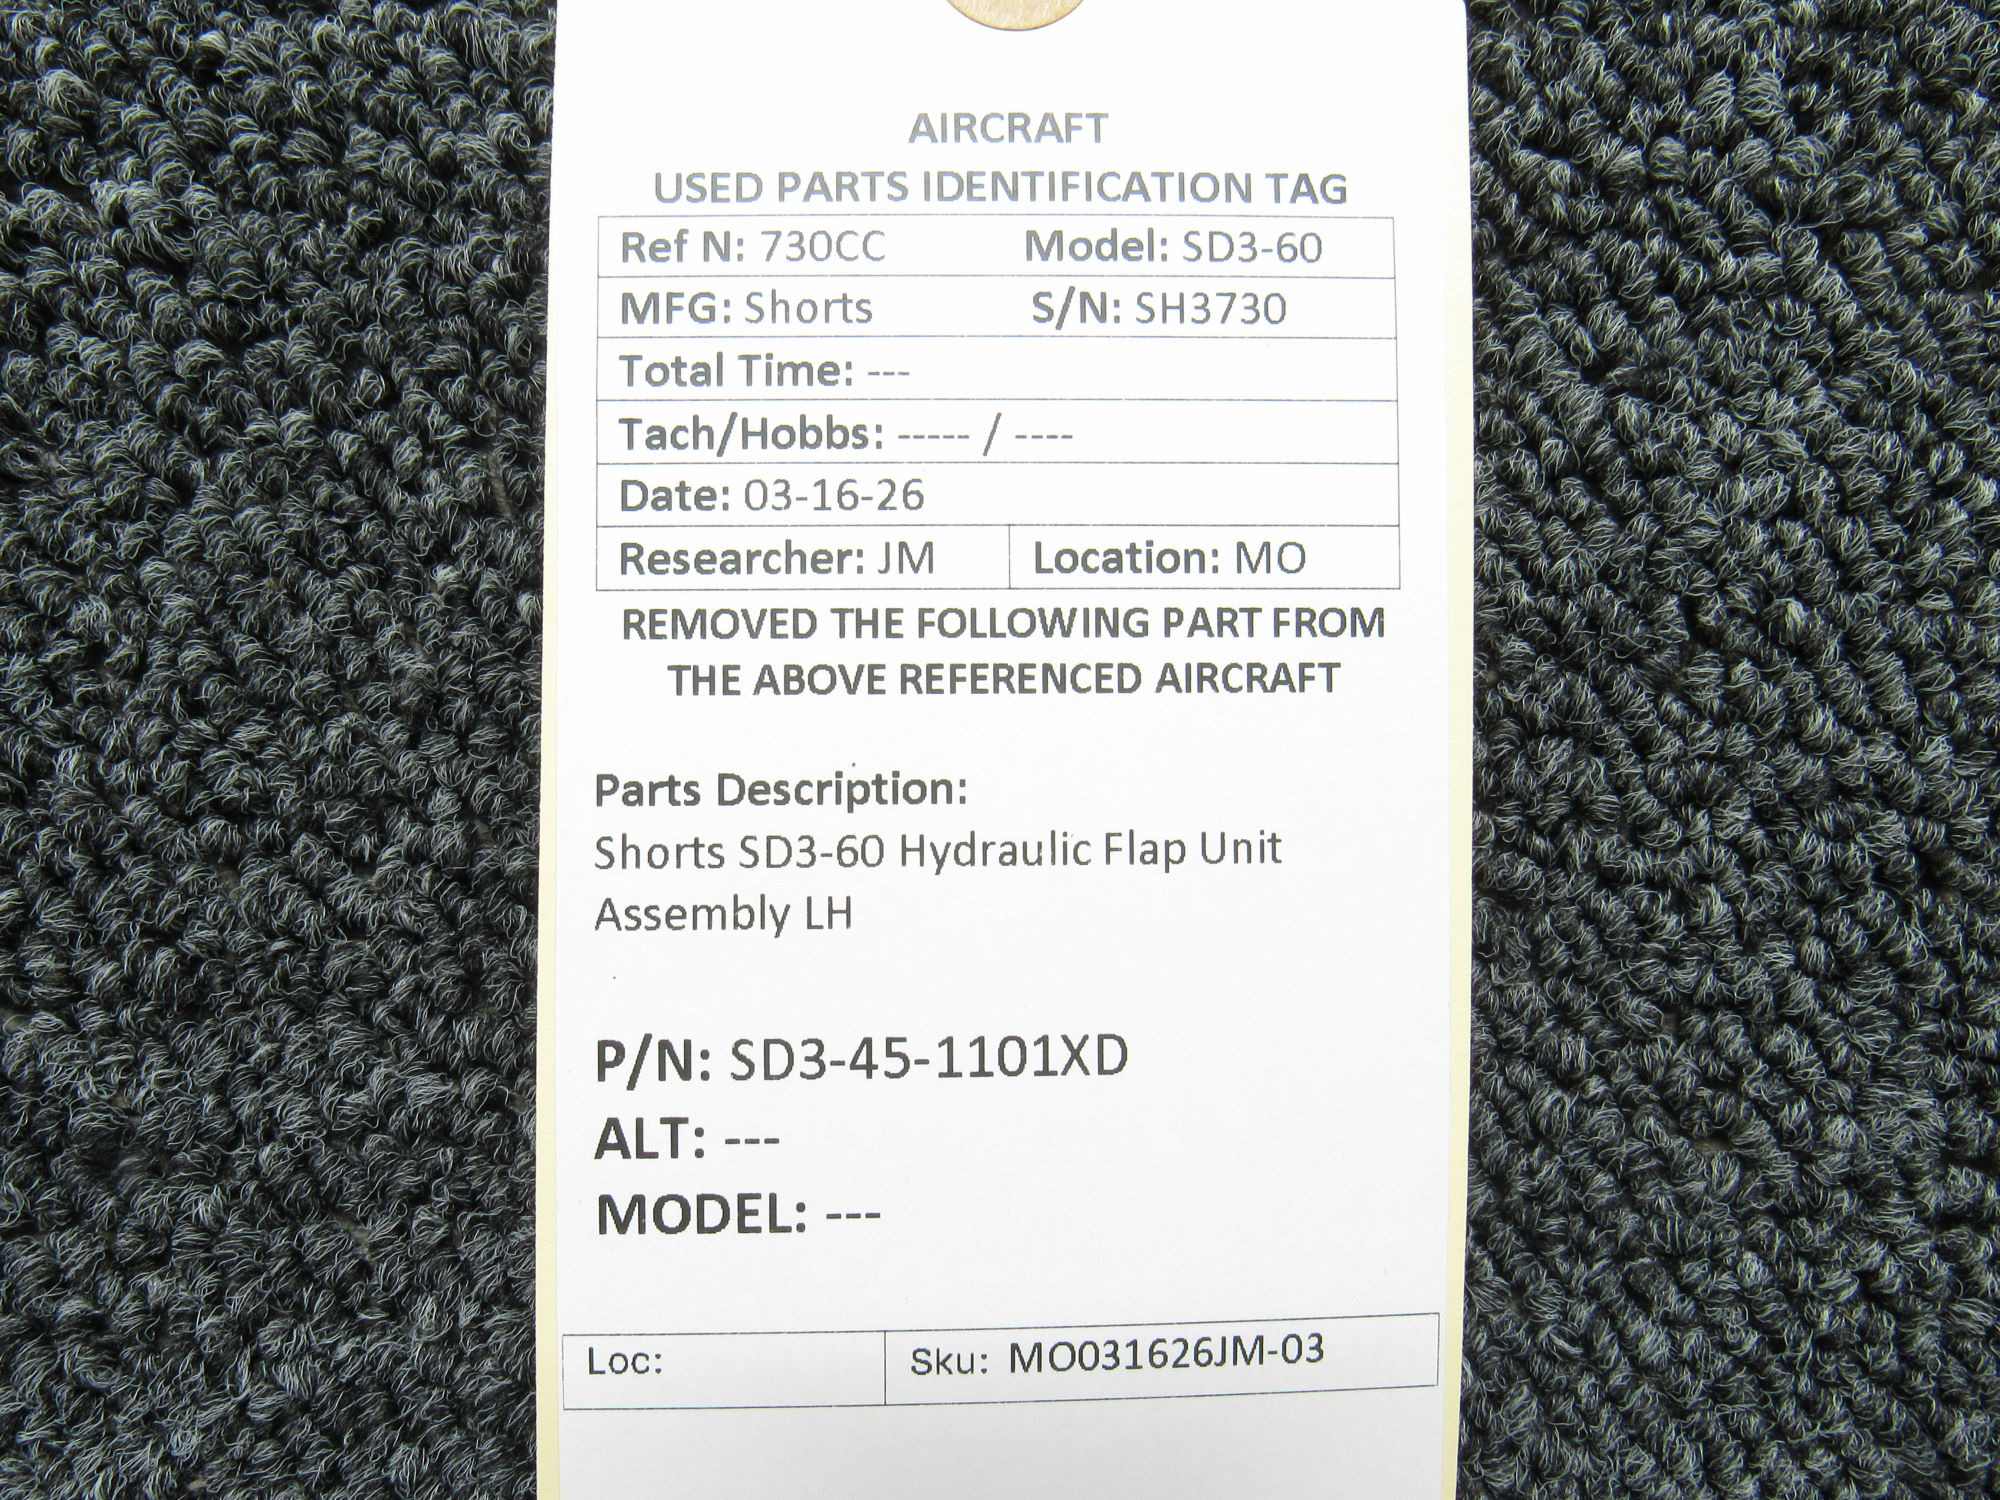 AIRCRAFT
USED PARTS IDENTIFICATION TAG
Ref N: 730CC Model: SD3-60
MFG: Shorts S/N: SH3730
Total Time: ---
Tach/Hobbs: ----- / ----
Date: 03-16-26
Researcher: JM Location: MO
REMOVED THE FOLLOWING PART FROM
THE ABOVE REFERENCED AIRCRAFT
Parts Description:
Shorts SD3-60 Hydraulic Flap Unit
Assembly LH
P/N: SD3-45-1101XD
ALT: ---
MODEL: ---
Loc: Sku: MO031626JM-03